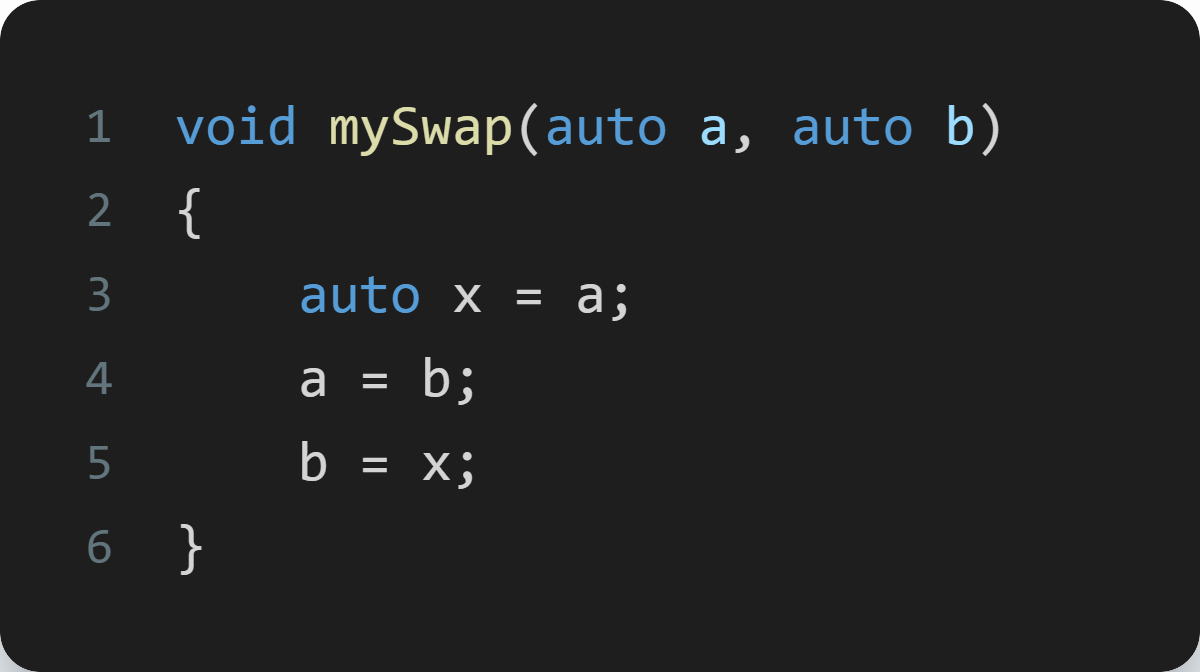 1 void mySwap(auto a, auto b)
2 {
3     auto x = a;
4     a = b;
5     b = x;
6 }